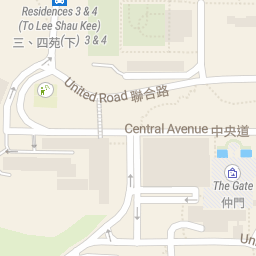 Residences 3 & 4
(To Lee Shau Kee)
三、四苑(下) 3 & 4
United Road 聯合路
Central Avenue 中央道
The Gate
仲門
Un